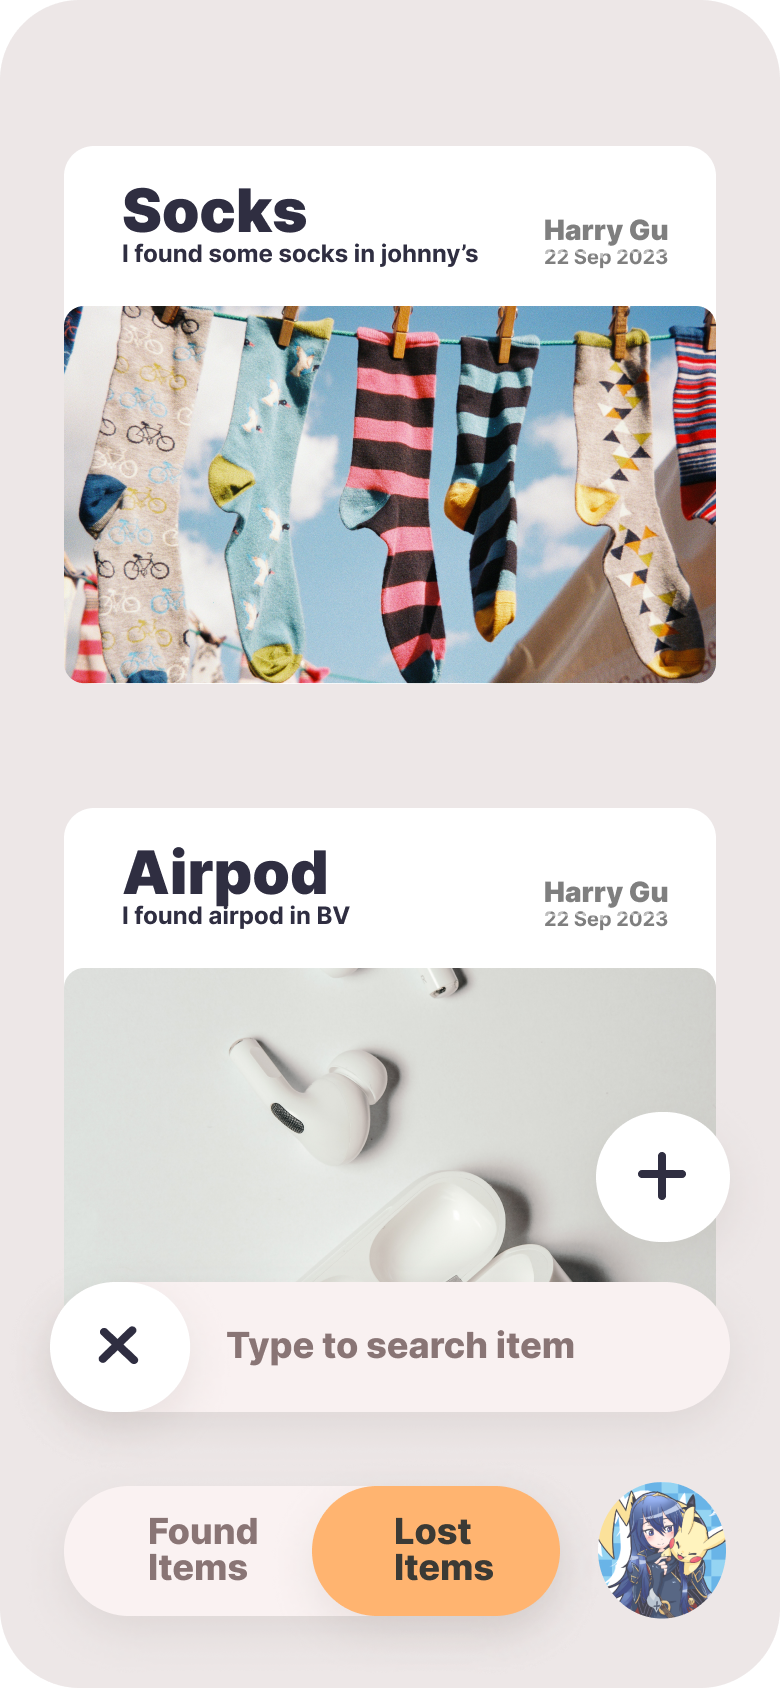 Socks
I found some socks in johnny’s
Harry Gu
22 Sep 2023
Airpod
I found airpod in BV
Harry Gu
22 Sep 2023
Type to search item
Found
Items
Lost
Items